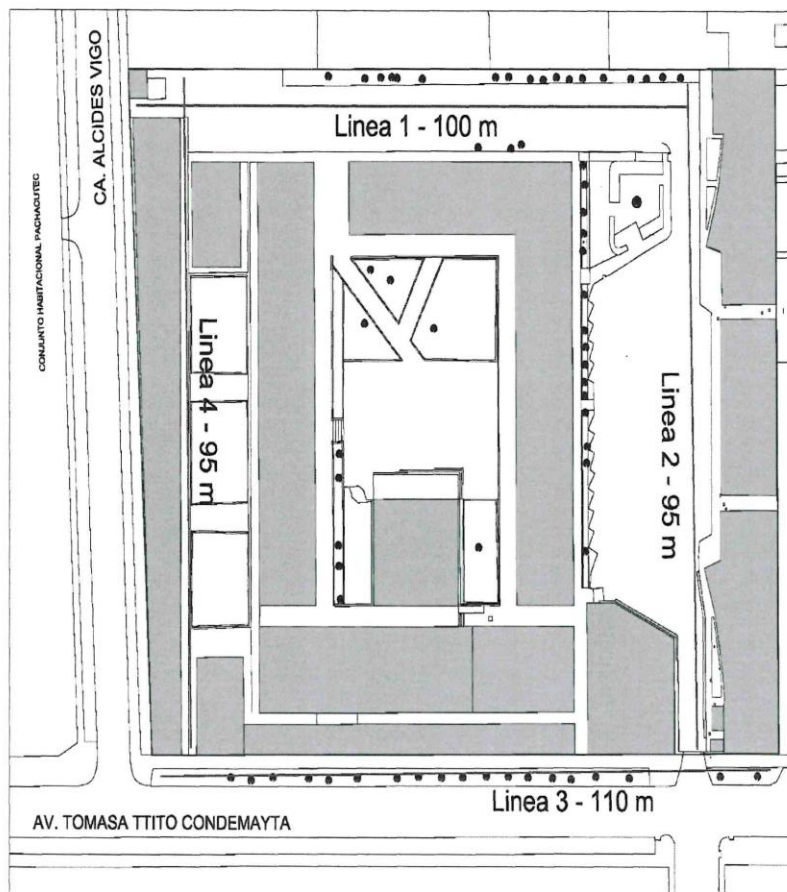 CA. ALCIDES VIGO
CONJUNTO HABITACIONAL PACHACUTEC
Linea 1 - 100 m
Linea 4 - 95 m
Linea 2 - 95 m
Linea 3 - 110 m
AV. TOMASA TTITO CONDEMAYTA